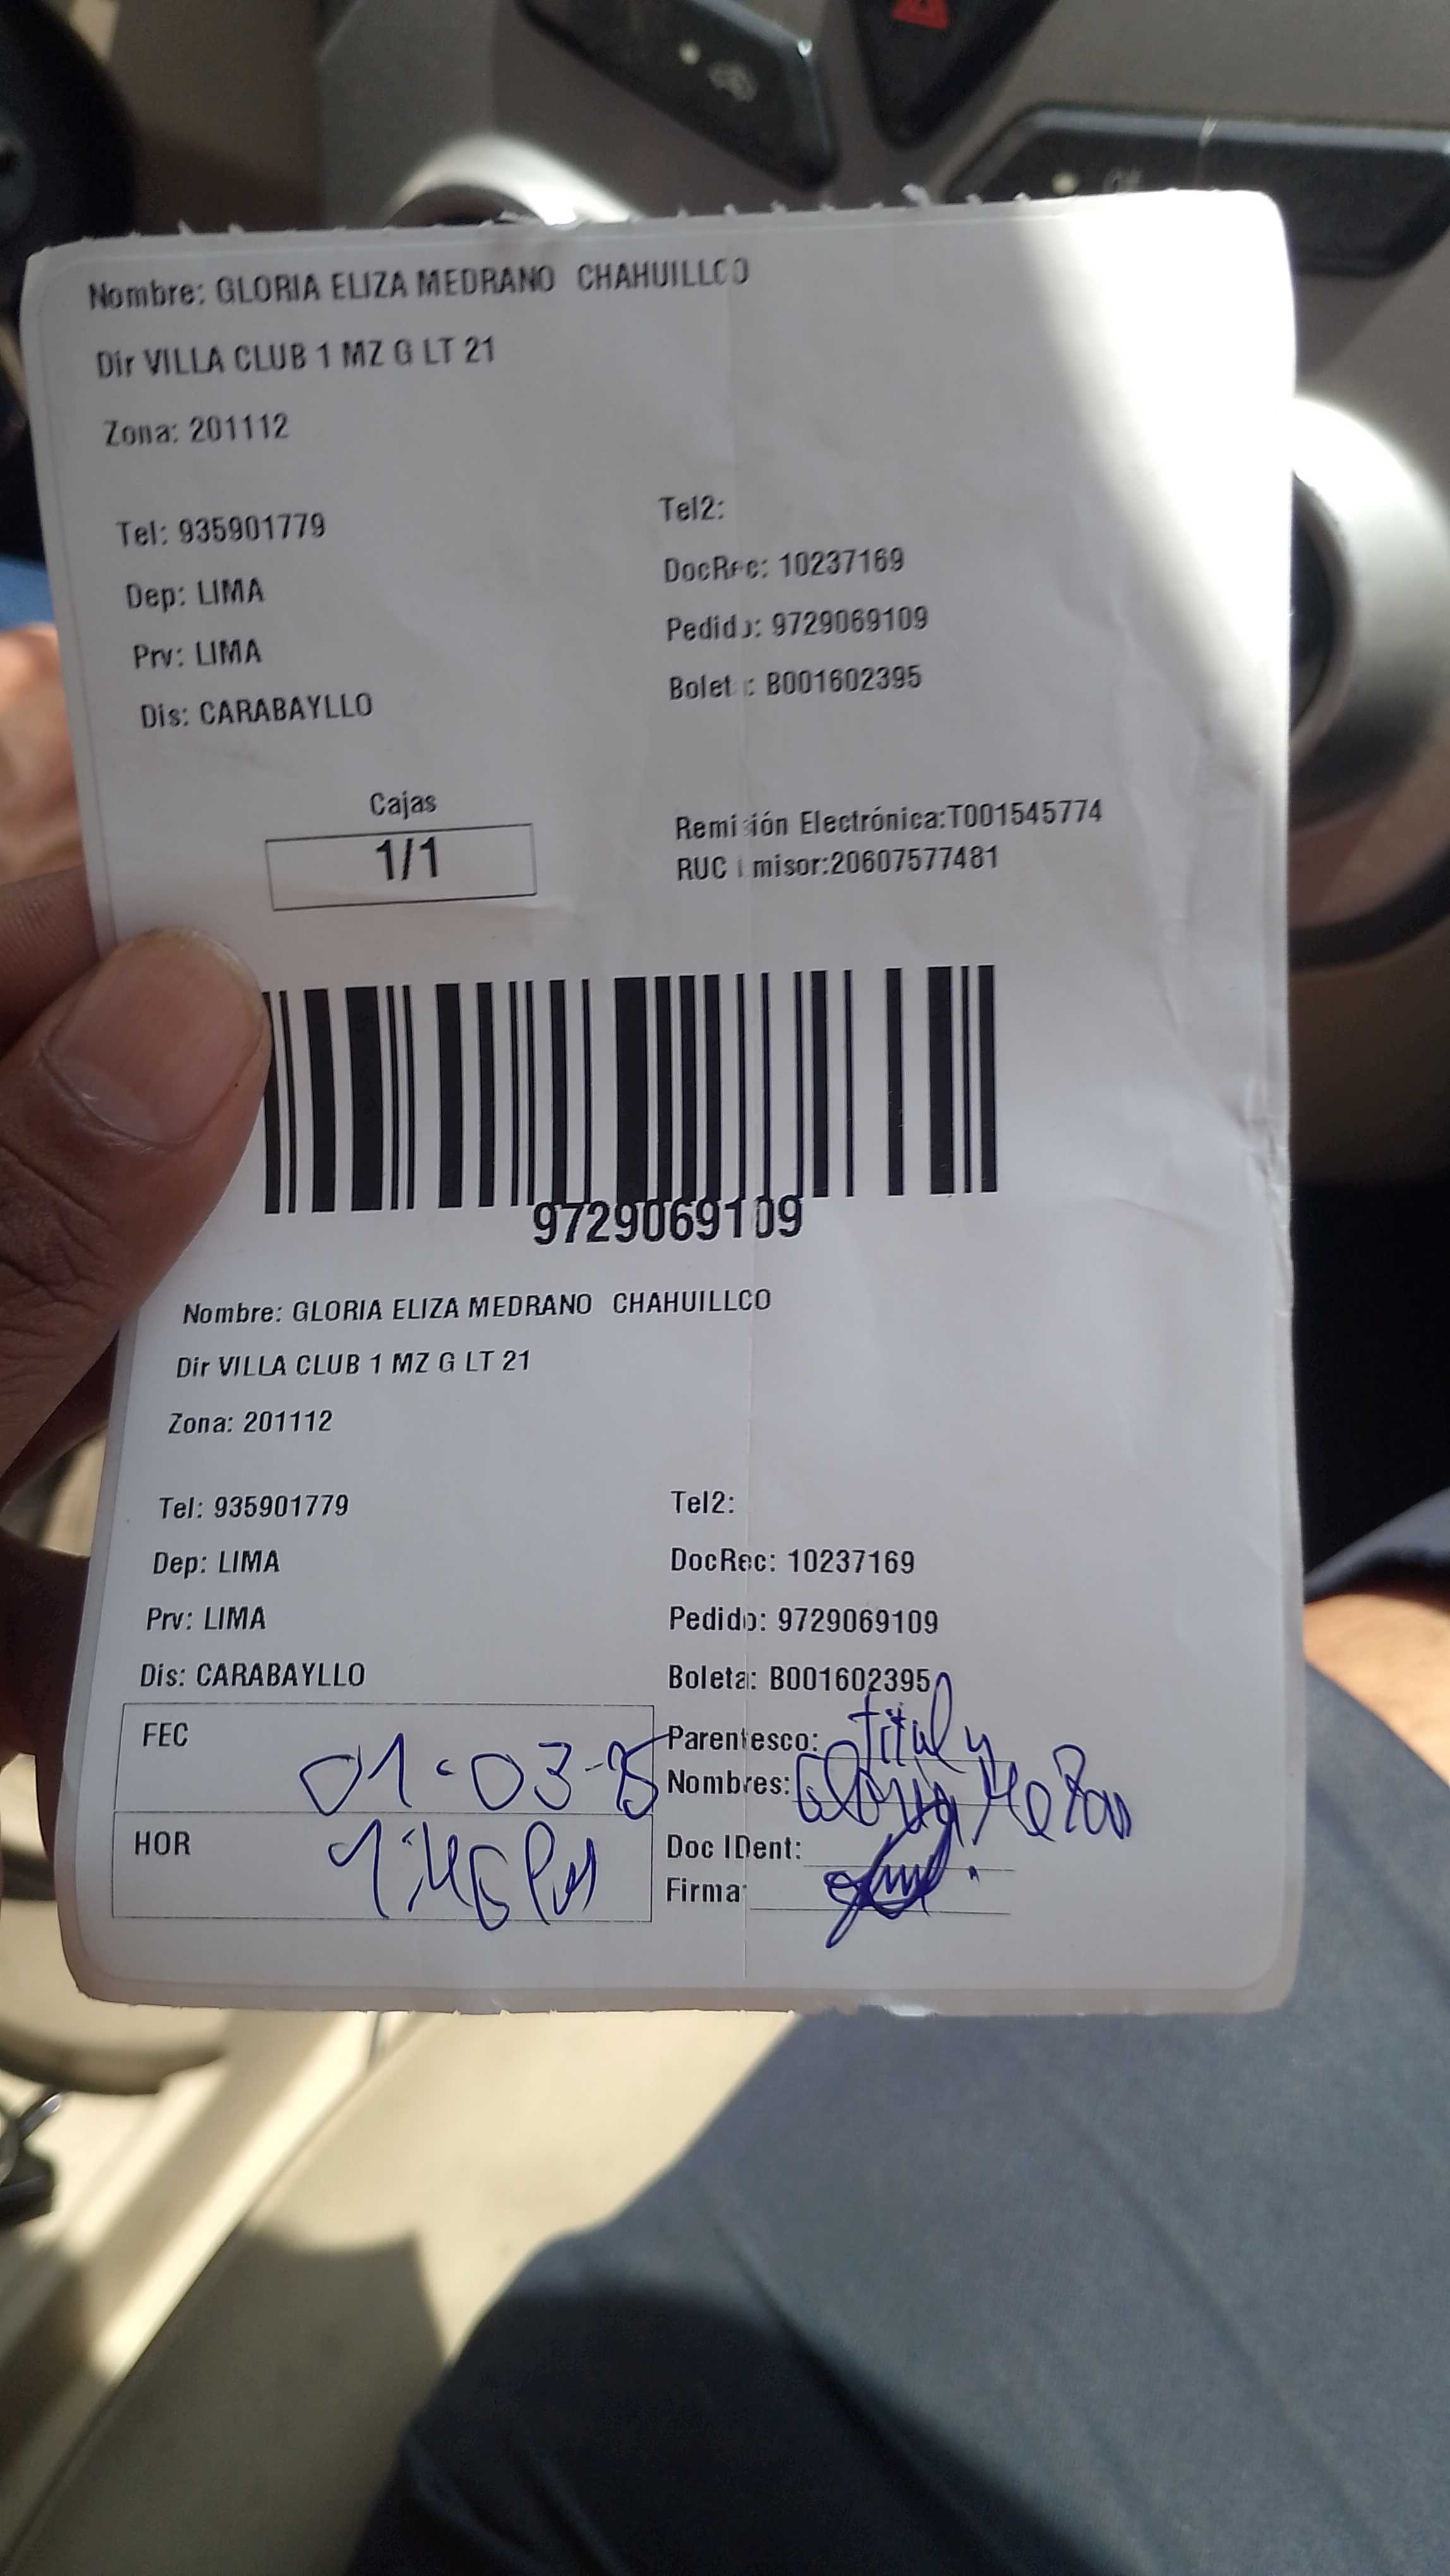 Nombre: GLORIA ELIZA MEDRANO CHAHUILLCO
Dir VILLA CLUB 1 MZ G LT 21
Zona: 201112
Tel: 935901779
Tel2:
Dep: LIMA
DocRec: 10237169
Prv: LIMA
Pedido: 9729069109
Dis: CARABAYLLO
Boleta: B001602395
Cajas
1/1
Remisión Electrónica:T001545774
RUC Emisor:20607577481
9729069109
Nombre: GLORIA ELIZA MEDRANO CHAHUILLCO
Dir VILLA CLUB 1 MZ G LT 21
Zona: 201112
Tel: 935901779
Tel2:
Dep: LIMA
DocRec: 10237169
Prv: LIMA
Pedido: 9729069109
Dis: CARABAYLLO
Boleta: B001602395
FEC 01-03-25
Parentesco:
Nombres: Gloria
HOR
Doc IDent:
Firma